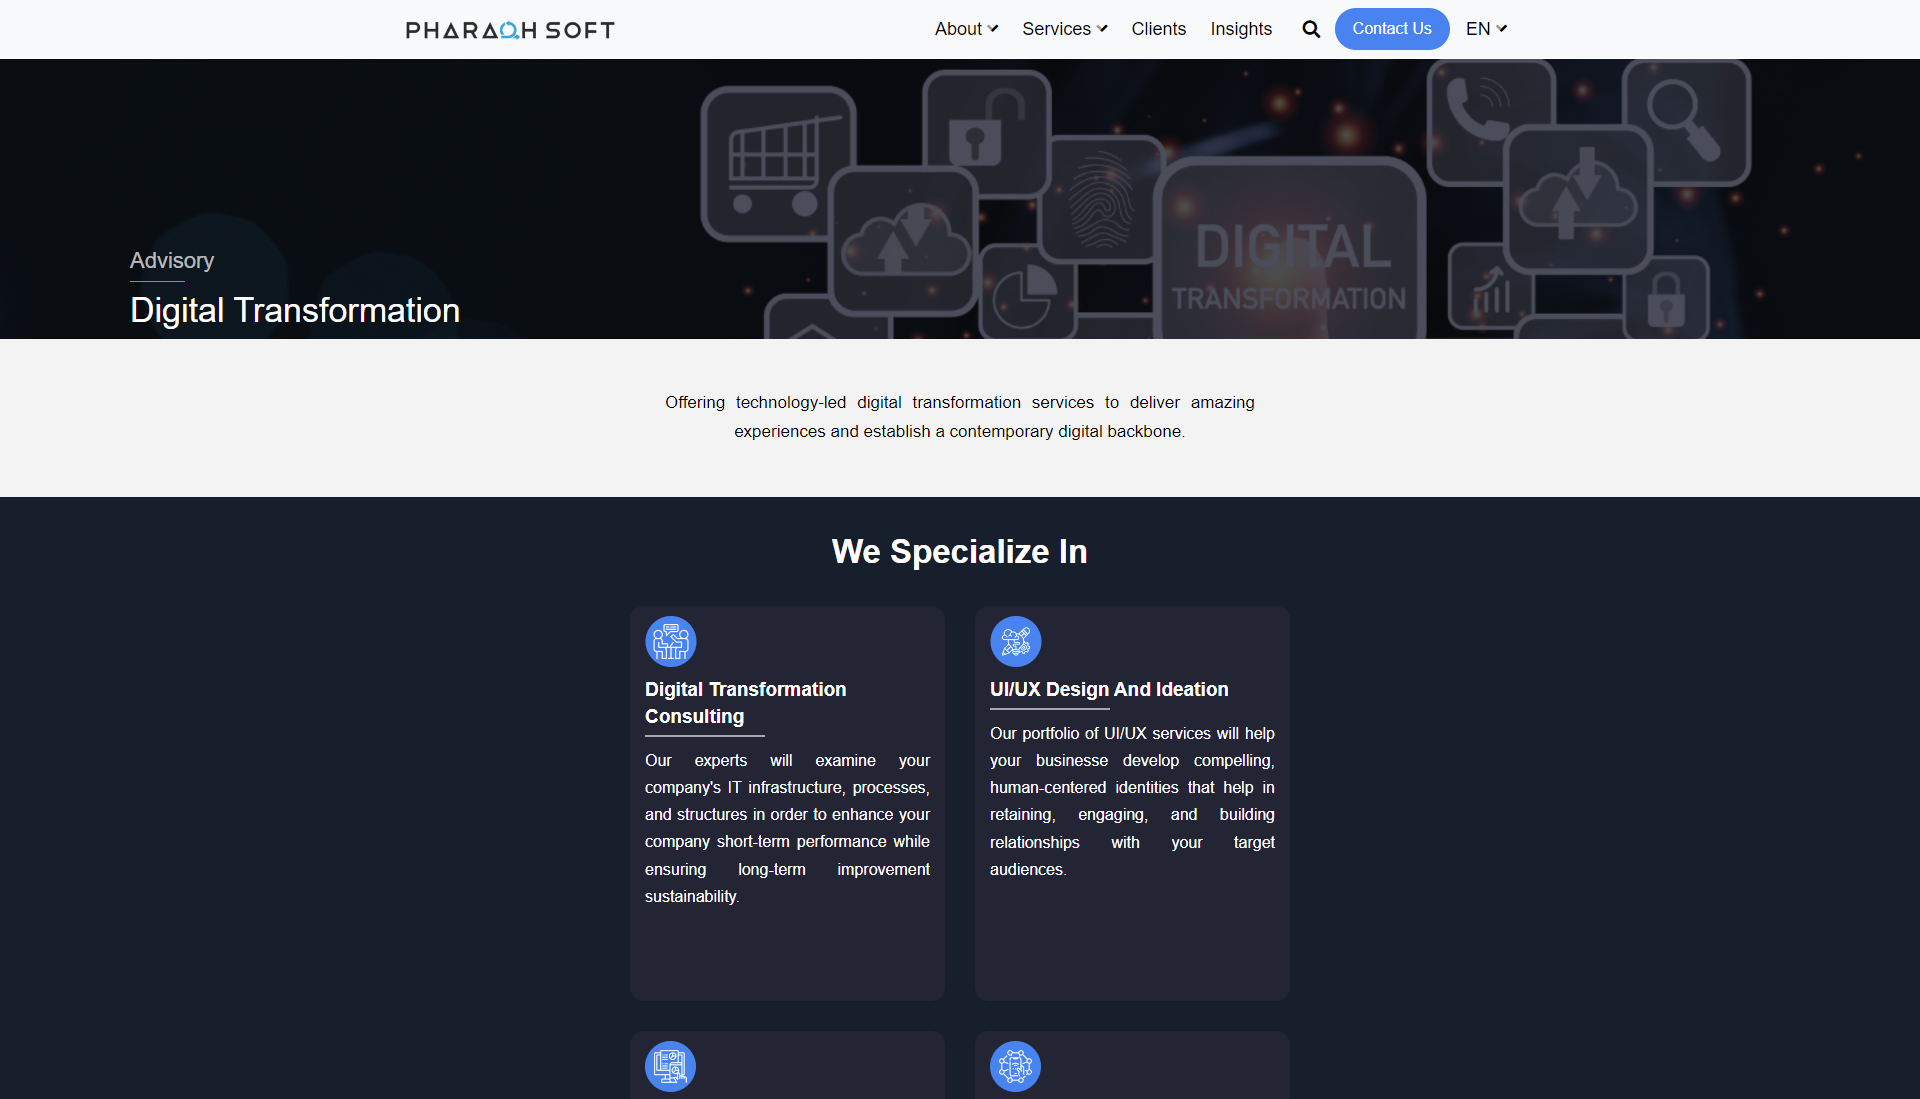 PHARAOH SOFT
About
Services
Clients
Insights
Contact Us
EN
DIGITAL
TRANSFORMATION
Advisory
Digital Transformation
Offering technology-led digital transformation services to deliver amazing
experiences and establish a contemporary digital backbone.
We Specialize In
Digital Transformation
Consulting
Our experts will examine your
company's IT infrastructure, processes,
and structures in order to enhance your
company short-term performance while
ensuring long-term improvement
sustainability.
UI/UX Design And Ideation
Our portfolio of UI/UX services will help
your businesse develop compelling,
human-centered identities that help in
retaining, engaging, and building
relationships with your target
audiences.